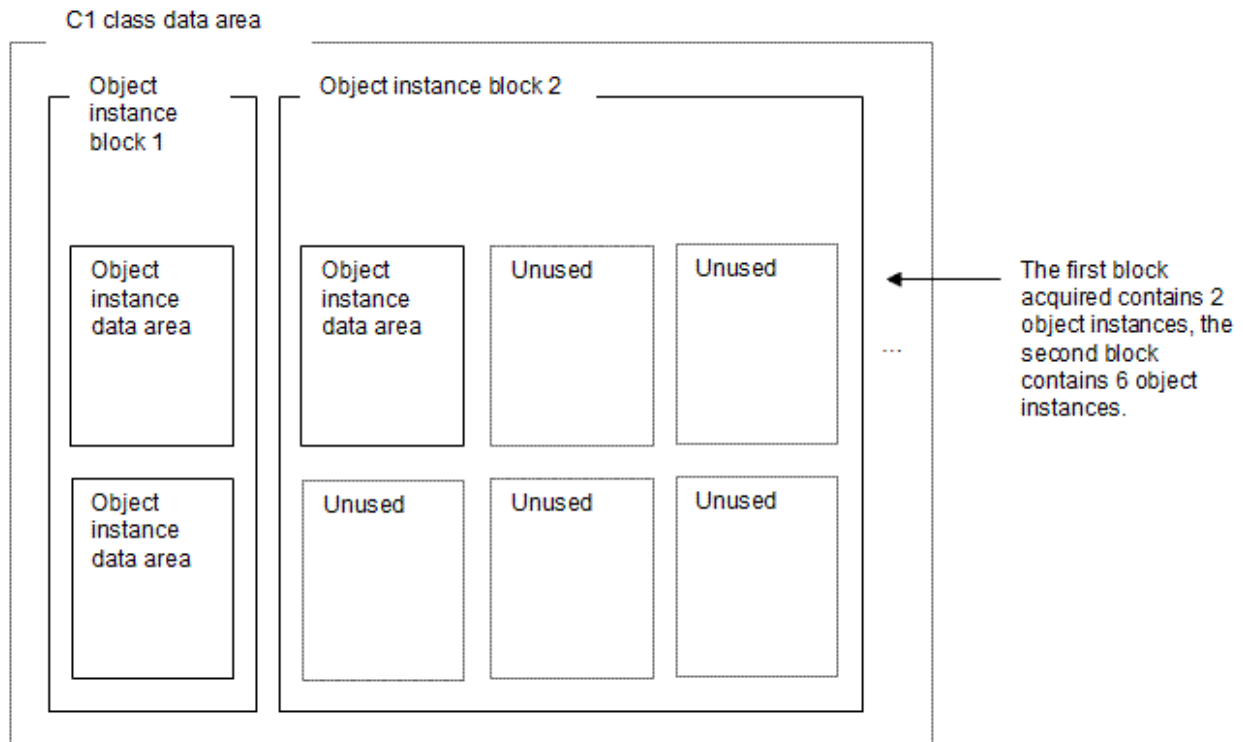 C1 class data area
Object
instance
block 1
Object instance block 2
Object
instance
data area
Object
instance
data area
Unused
Unused
The first block
acquired contains 2
object instances, the
second block
contains 6 object
instances.
...
Object
instance
data area
Unused
Unused
Unused